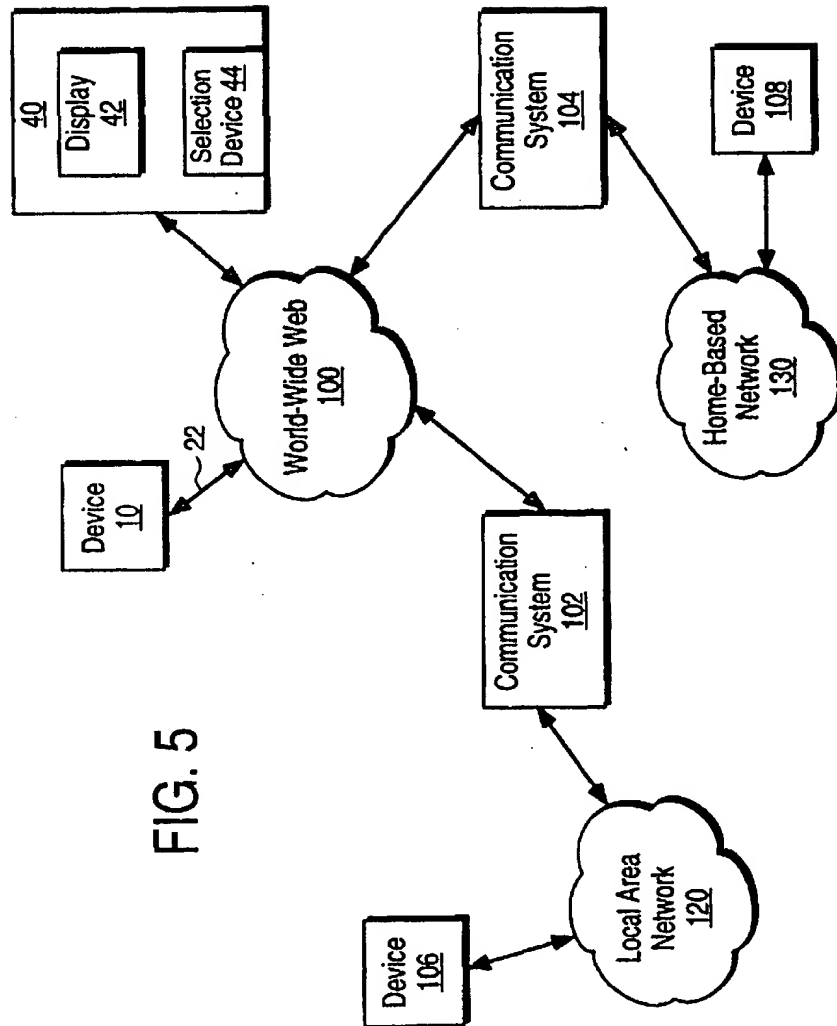 FIG. 5
Device
10
22
40
Display
42
Selection
Device 44
World-Wide Web
100
Communication
System
102
Communication
System
104
Device
106
Local Area
Network
120
Home-Based
Network
130
Device
108